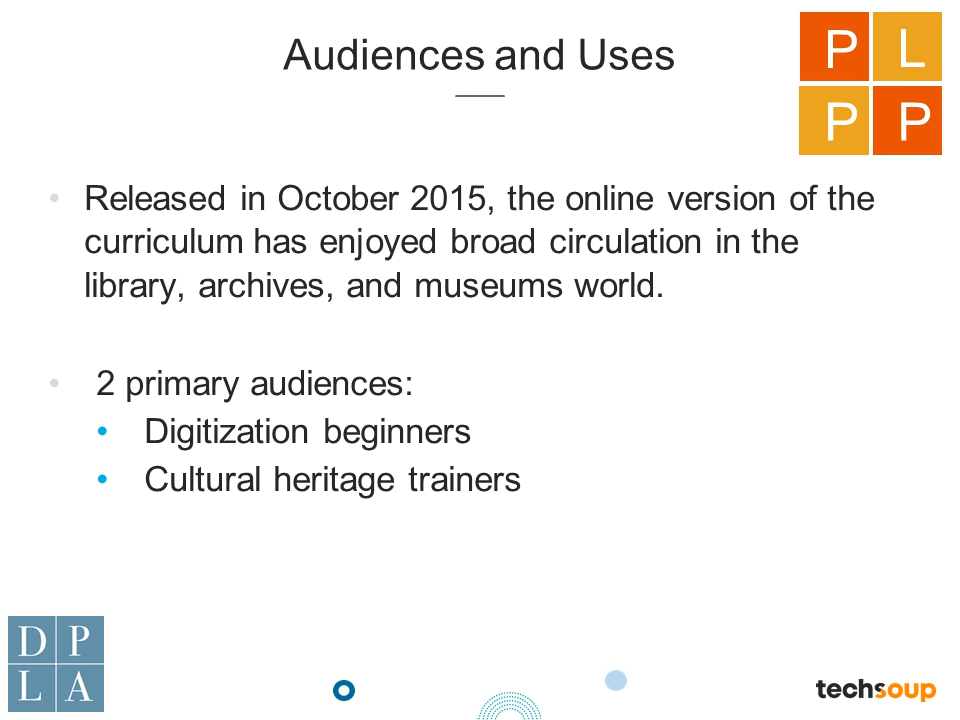 Audiences and Uses
P L
P P
• Released in October 2015, the online version of the
curriculum has enjoyed broad circulation in the
library, archives, and museums world.
• 2 primary audiences:
• Digitization beginners
• Cultural heritage trainers
D P
L A
techsoup